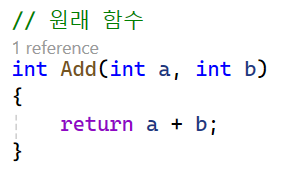 // 원래 함수
1 reference
int Add(int a, int b)
{
    return a + b;
}